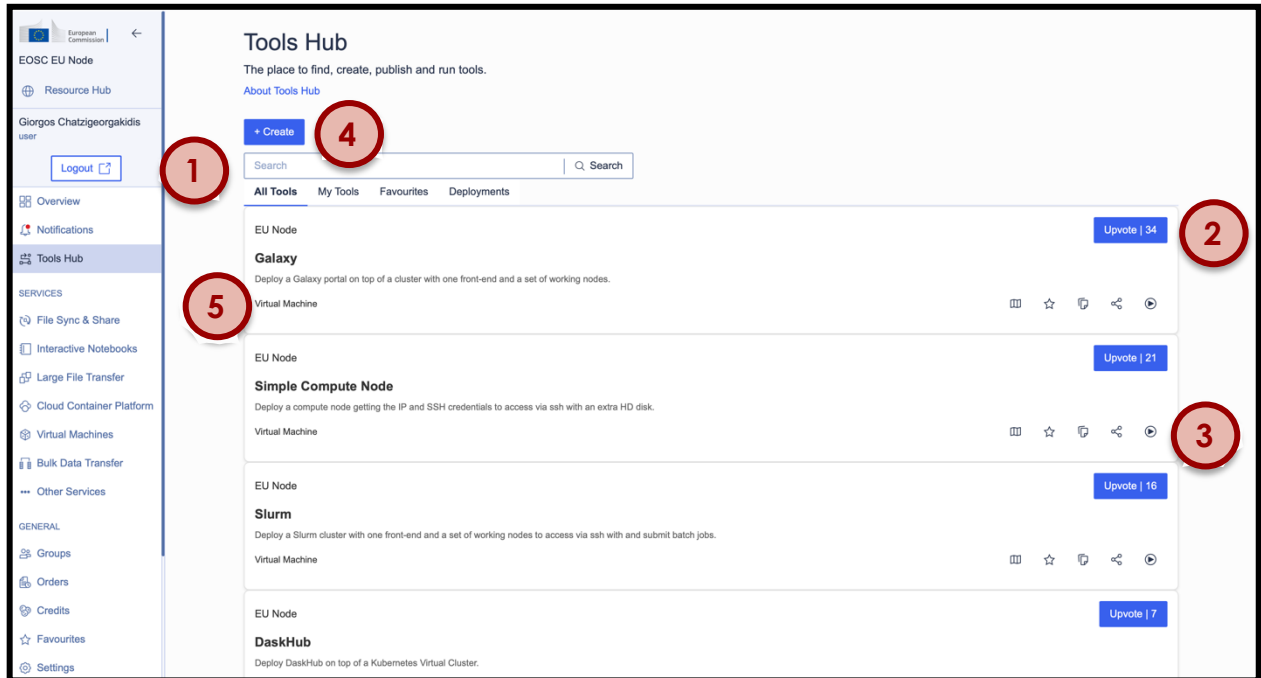 European
Commission
EOSC EU Node
Resource Hub
Giorgos Chatzigeorgakidis
user
Logout
Overview
Notifications
Tools Hub
SERVICES
File Sync & Share
Interactive Notebooks
Large File Transfer
Cloud Container Platform
Virtual Machines
Bulk Data Transfer
Other Services
GENERAL
Groups
Orders
Credits
Favourites
Settings
Tools Hub
The place to find, create, publish and run tools.
About Tools Hub
+ Create
4
1
Search
Search
All Tools My Tools Favourites Deployments
EU Node
Upvote | 34
2
Galaxy
Deploy a Galaxy portal on top of a cluster with one front-end and a set of working nodes.
5
Virtual Machine
EU Node
Upvote | 21
Simple Compute Node
Deploy a compute node getting the IP and SSH credentials to access via ssh with an extra HD disk.
Virtual Machine
3
EU Node
Upvote | 16
Slurm
Deploy a Slurm cluster with one front-end and a set of working nodes to access via ssh with and submit batch jobs.
Virtual Machine
EU Node
Upvote | 7
DaskHub
Deploy DaskHub on top of a Kubernetes Virtual Cluster.